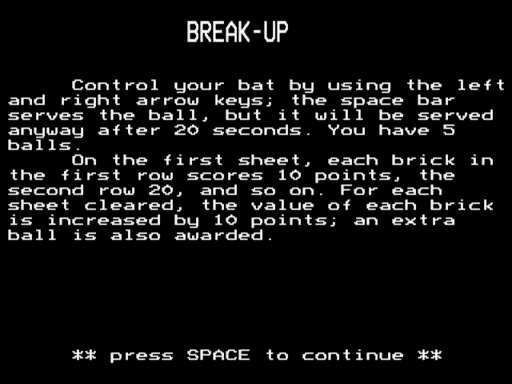 BREAK-UP
Control your bat by using the left
and right arrow keys; the space bar
serves the ball, but it will be served
anyway after 20 seconds. You have 5
balls.
On the first sheet, each brick in
the first row scores 10 points, the
second row 20, and so on. For each
sheet cleared, the value of each brick
is increased by 10 points; an extra
ball is also awarded.
** press SPACE to continue **